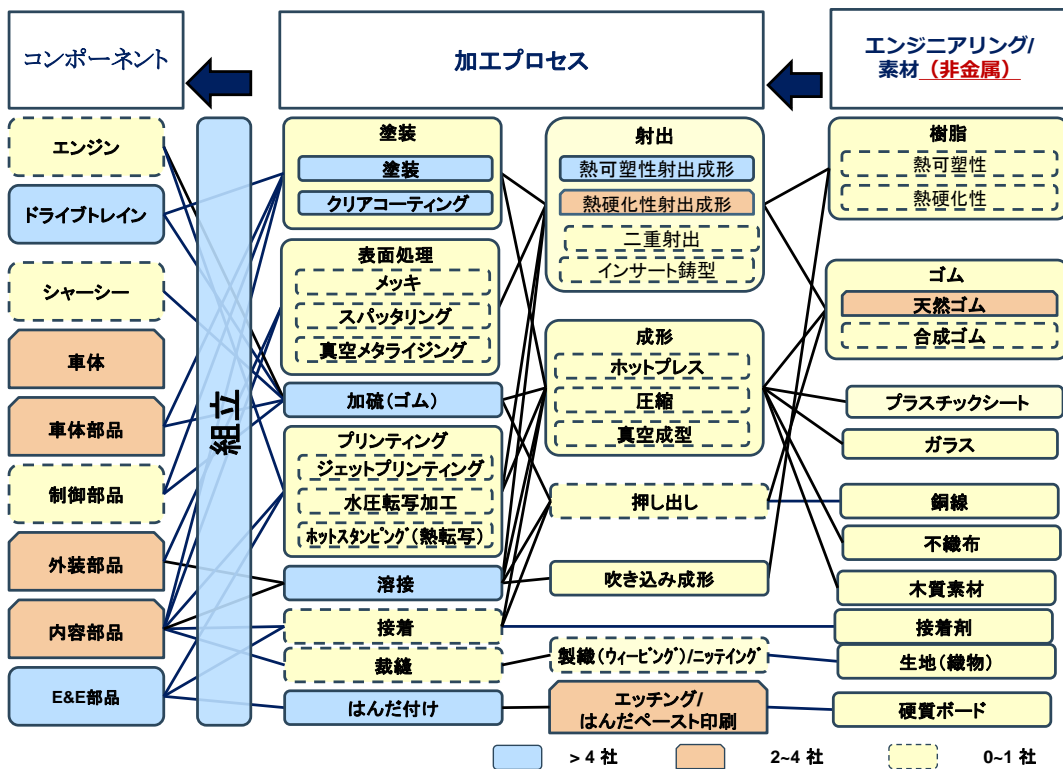 コンポーネント
加工プロセス
エンジニアリング/
素材（非金属）
エンジン
ドライブトレイン
シャーシー
車体
車体部品
制御部品
外装部品
内容部品
E&E部品
組立
塗装
塗装
クリアコーティング
表面処理
メッキ
スパッタリング
真空メタライジング
加硫（ゴム）
プリンティング
ジェットプリンティング
水圧転写加工
ホットスタンピング（熱転写）
溶接
接着
裁縫
はんだ付け
射出
熱可塑性射出成形
熱硬化性射出成形
二重射出
インサート鋳型
成形
ホットプレス
圧縮
真空成型
押し出し
吹き込み成形
製織（ウィービング）/ニッテイング
エッチング/
はんだペースト印刷
樹脂
熱可塑性
熱硬化性
ゴム
天然ゴム
合成ゴム
プラスチックシート
ガラス
銅線
不織布
木質素材
接着剤
生地（織物）
硬質ボード
> 4 社
2~4 社
0~1 社